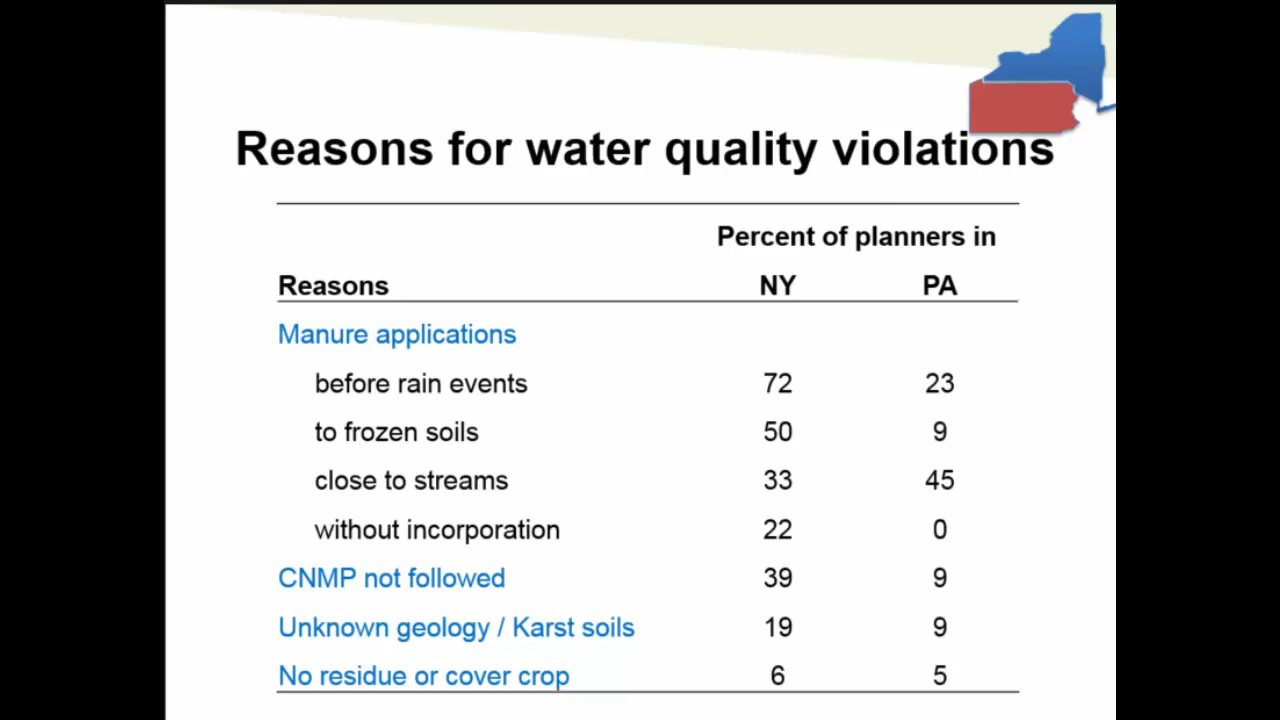 Reasons for water quality violations
Percent of planners in
Reasons NY PA
Manure applications
before rain events 72 23
to frozen soils 50 9
close to streams 33 45
without incorporation 22 0
CNMP not followed 39 9
Unknown geology / Karst soils 19 9
No residue or cover crop 6 5